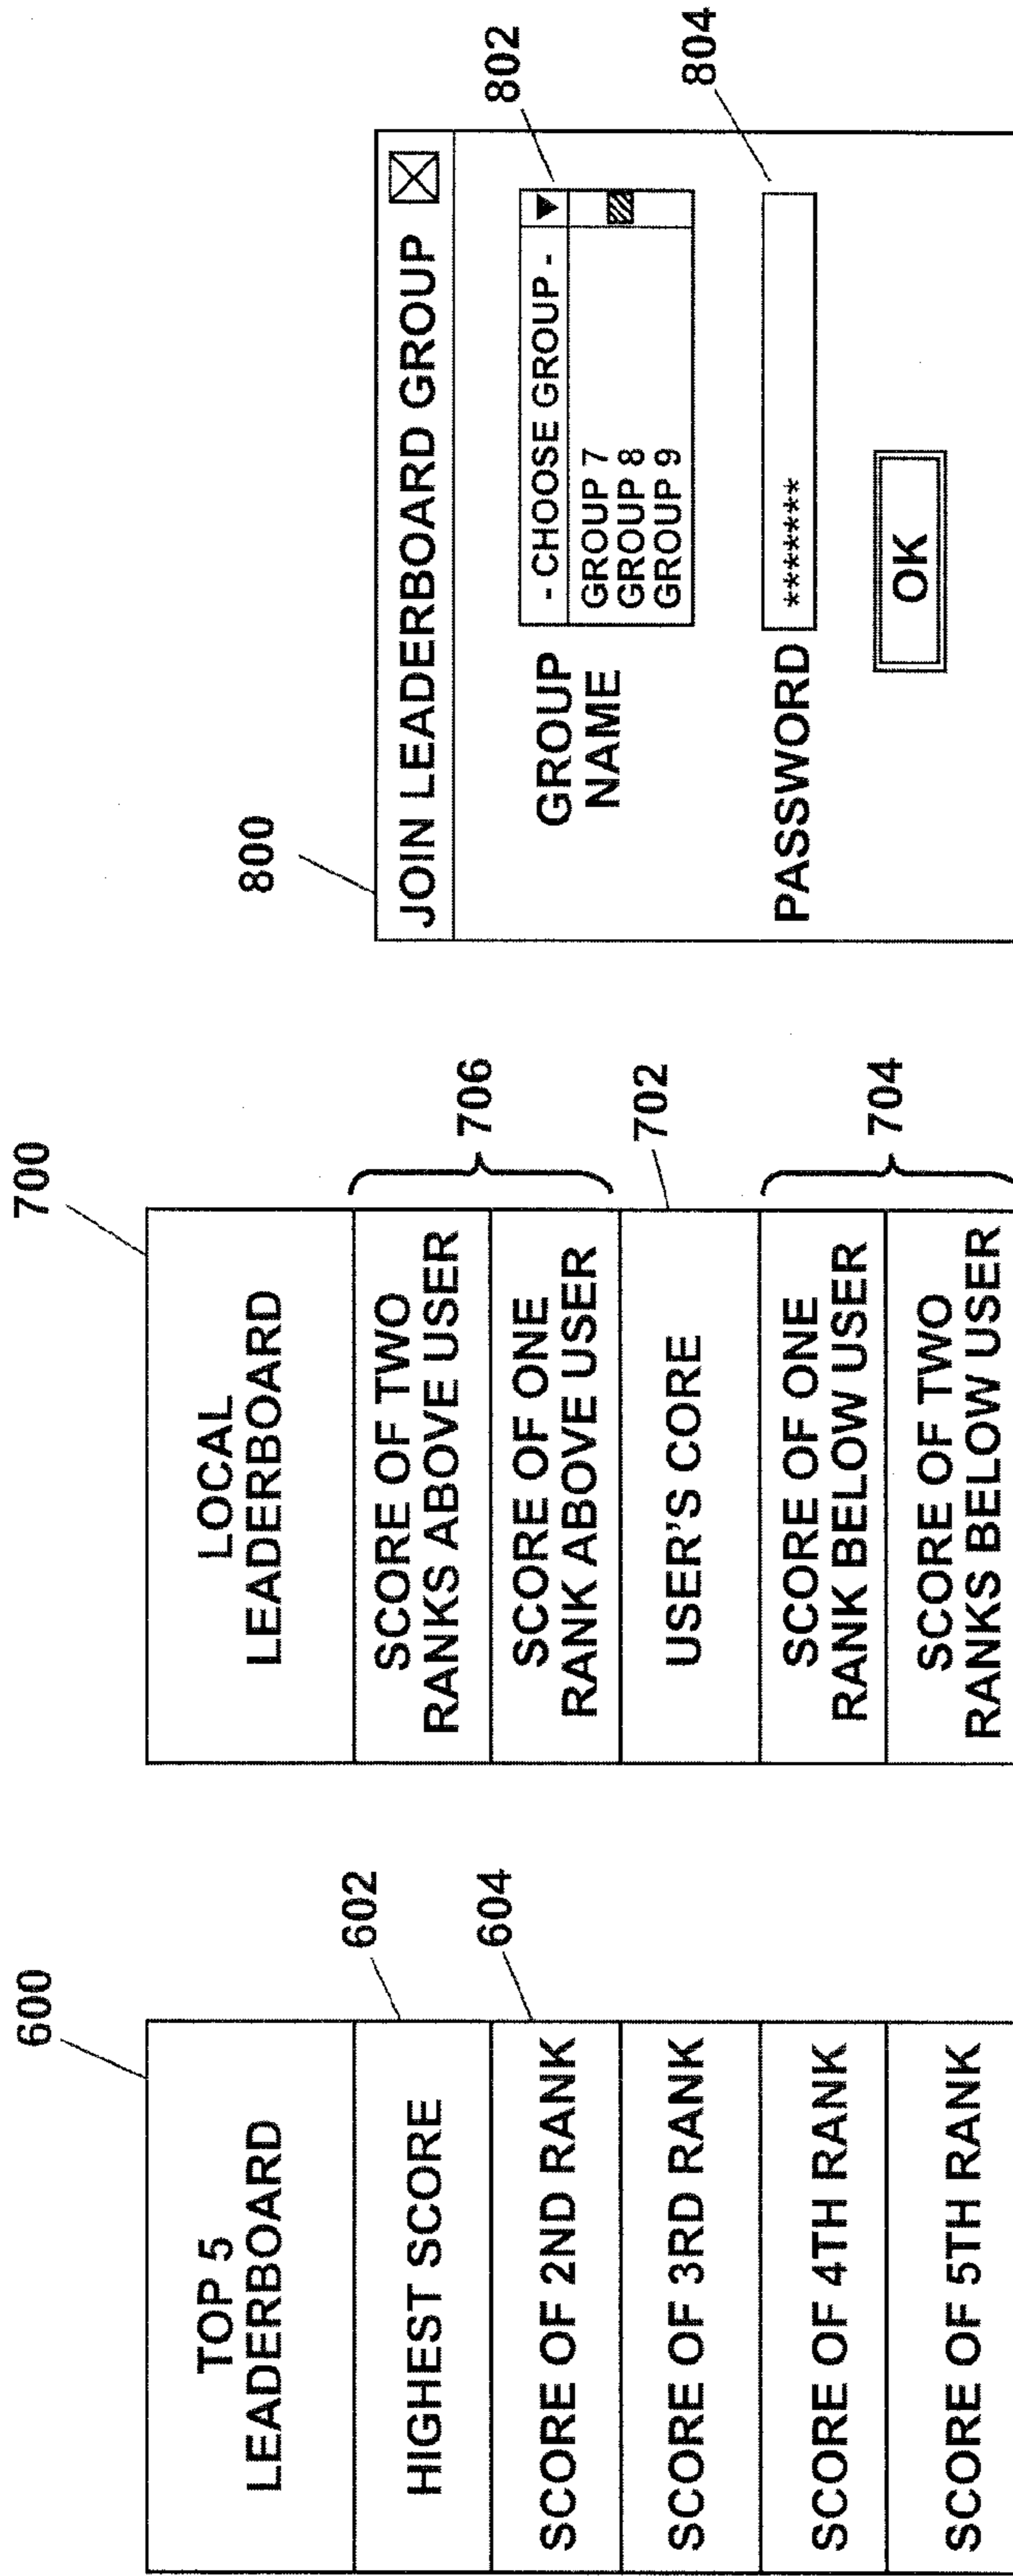 600
TOP 5
LEADERBOARD
HIGHEST SCORE
602
SCORE OF 2ND RANK
604
SCORE OF 3RD RANK
SCORE OF 4TH RANK
SCORE OF 5TH RANK
700
LOCAL
LEADERBOARD
SCORE OF TWO
RANKS ABOVE USER
SCORE OF ONE
RANK ABOVE USER
706
USER'S CORE
702
SCORE OF ONE
RANK BELOW USER
SCORE OF TWO
RANKS BELOW USER
704
800
JOIN LEADERBOARD GROUP
GROUP
NAME
- CHOOSE GROUP -
GROUP 7
GROUP 8
GROUP 9
802
PASSWORD
*******
804
OK